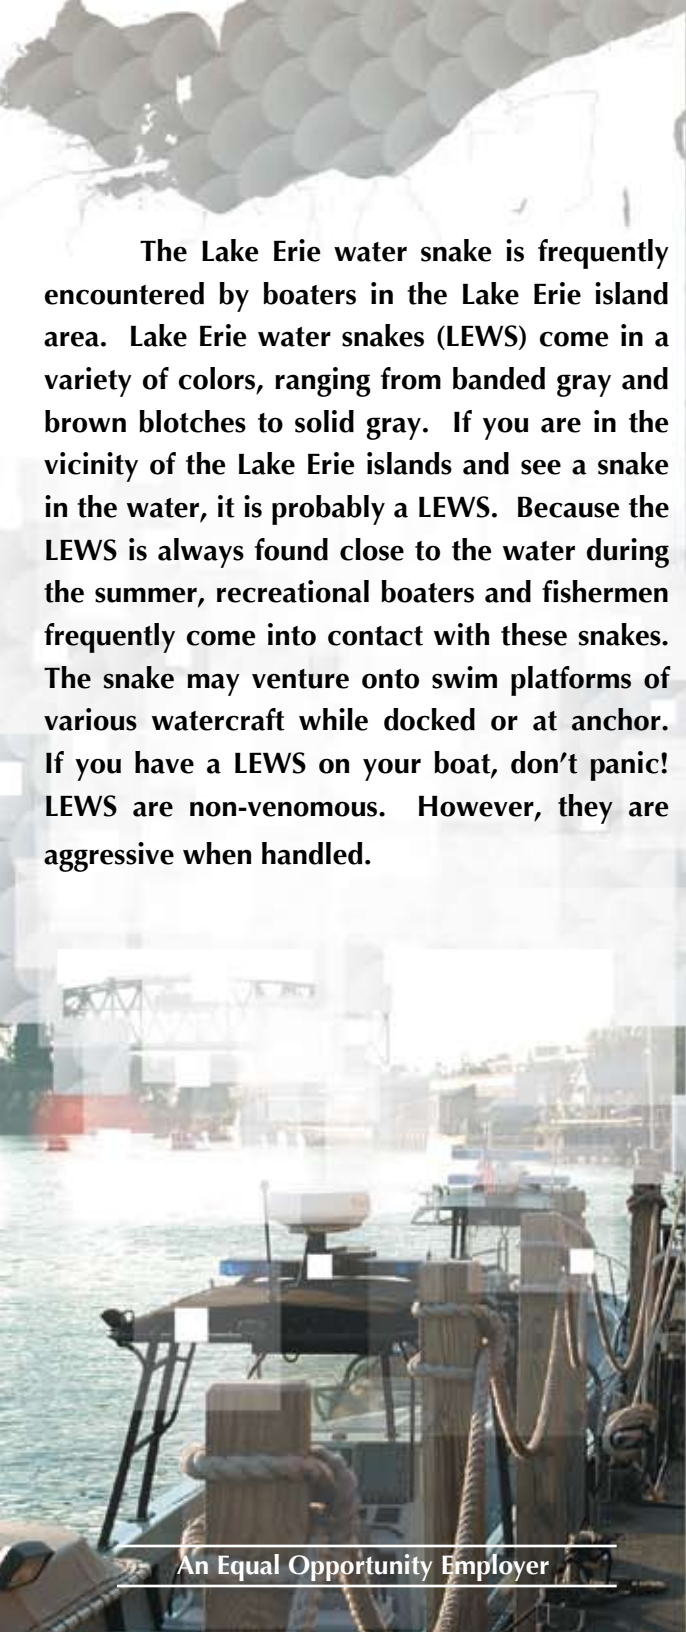 The Lake Erie water snake is frequently
encountered by boaters in the Lake Erie island
area. Lake Erie water snakes (LEWS) come in a
variety of colors, ranging from banded gray and
brown blotches to solid gray. If you are in the
vicinity of the Lake Erie islands and see a snake
in the water, it is probably a LEWS. Because the
LEWS is always found close to the water during
the summer, recreational boaters and fishermen
frequently come into contact with these snakes.
The snake may venture onto swim platforms of
various watercraft while docked or at anchor.
If you have a LEWS on your boat, don’t panic!
LEWS are non-venomous. However, they are
aggressive when handled.
An Equal Opportunity Employer